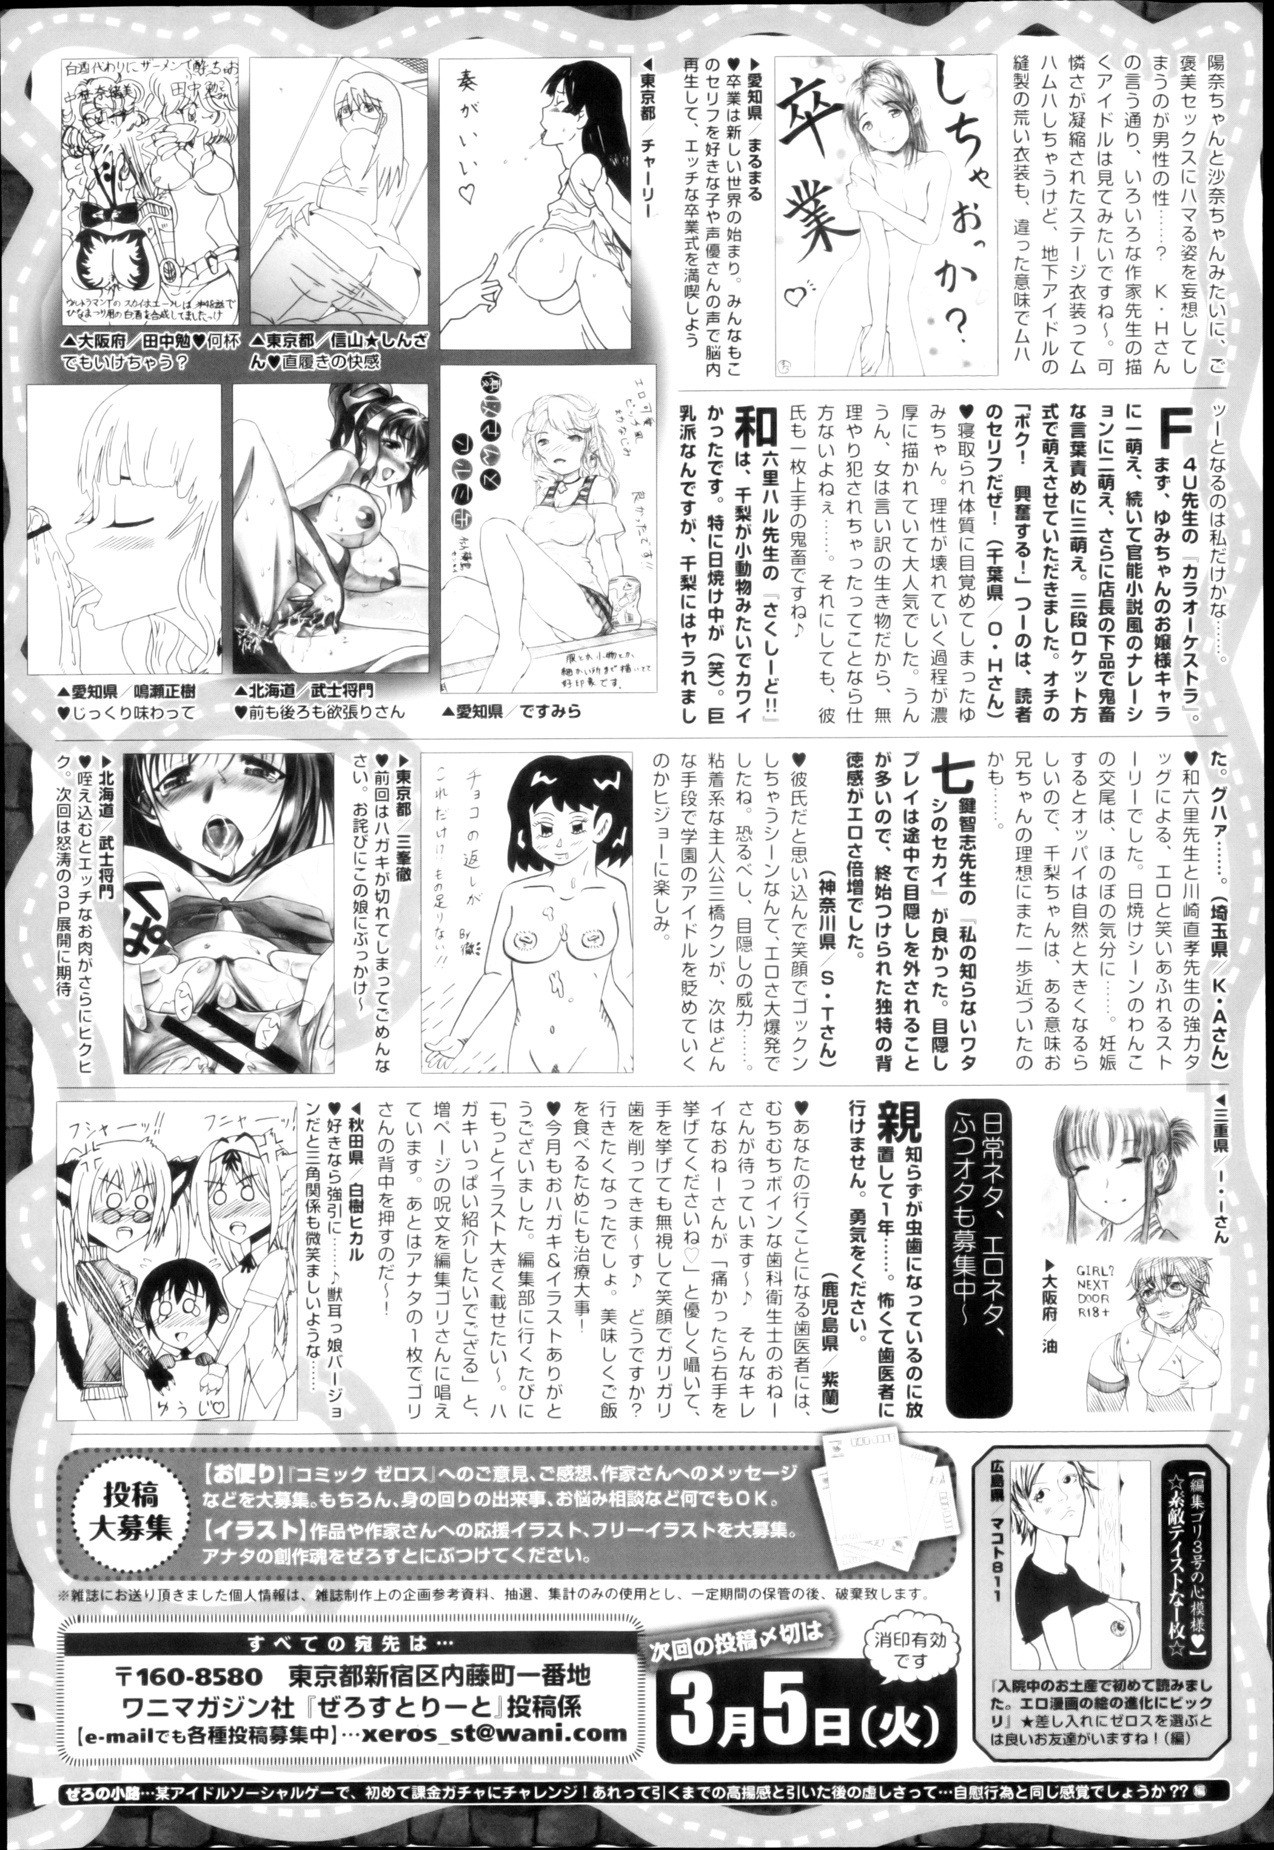 陽奈ちゃんと沙奈ちゃんみたいに、ご
褒美セックスにハマる姿を妄想してし
まうのが男性の性……? K・Hさん
の言う通り、いろいろな作家先生の描
くアイドルは見てみたいですね〜。可
憐さが凝縮されたステージ衣装ってム
ハムハしちゃうけど、地下アイドルの
縫製の荒い衣装も、違った意味でムハ
しちゃおっか?
卒業♡
▶愛知県/まるまる
♥卒業は新しい世界の始まり。みんなもこ
のセリフを好きな子や声優さんの声で脳内
再生して、エッチな卒業式を満喫しよう
◀東京都/チャーリー
奏がいい♡
▲東京都/信山★しんざ
ん♥直履きの快感
白酒代わりにザーメンで酔ちお
▲大阪府/田中勉♥何杯
でもいけちゃう?
ッーとなるのは私だけかな……。
F4U先生の『カラオーケストラ』。
まず、ゆみちゃんのお嬢様キャラ
に一萌え、続いて官能小説風のナレーシ
ョンに二萌え、さらに店長の下品で鬼畜
な言葉責めに三萌え。三段ロケット方
式で萌えさせていただきました。オチの
「ボク! 興奮する!」つーのは、読者
のセリフだぜ! (千葉県/O・Hさん)
♥寝取られ体質に目覚めてしまったゆ
みちゃん。理性が壊れていく過程が濃
厚に描かれていて大人気でした。うん
うん、女は言い訳の生き物だから、無
理やり犯されちゃったってことなら仕
方ないよねぇ……。それにしても、彼
氏も一枚上手の鬼畜ですね♪
和六里ハル先生の『さくしーど!!』
は、千梨が小動物みたいでカワイ
かったです。特に日焼け中が(笑)。巨
乳派なんですが、千梨にはヤラれまし
服とか小物とか、
細かい所まで描いてて
好印象です。
▲愛知県/ですみら
▲北海道/武士将門
♥前も後ろも欲張りさん
▲愛知県/鳴瀬正樹
♥じっくり味わって
た。グハァ……。(埼玉県/K・Aさん)
♥和六里先生と川崎直孝先生の強力タ
ッグによる、エロと笑いあふれるスト
ーリーでした。日焼けシーンのわんこ
の交尾は、ほのぼの気分に……。妊娠
するとオッパイは自然と大きくなるら
しいので、千梨ちゃんは、ある意味お
兄ちゃんの理想にまた一歩近づいたの
かも……。
七鍵智志先生の『私の知らないワタ
シのセカイ』が良かった。目隠し
プレイは途中で目隠しを外されること
が多いので、終始つけられた独特の背
徳感がエロさ倍増でした。
(神奈川県/S・Tさん)
♥彼氏だと思い込んで笑顔でゴックン
しちゃうシーンなんて、エロさ大爆発で
したね。恐るべし、目隠しの威力……。
粘着系な主人公三橋クンが、次はどん
な手段で学園のアイドルを貶めていく
のかヒジョーに楽しみ。
チョコの返しが
これだけ!?もの足りない!!
By徹
▶東京都/三峯徹
♥前回はハガキが切れてしまってごめんな
さい。お詫びにこの娘にぶっかけ〜
くぱぁ
▶北海道/武士将門
♥咥え込むとエッチなお肉がさらにヒクヒ
ク。次回は怒涛の3P展開に期待
◀三重県/I・Iさん
GIRL?
NEXT
DOOR
R18+
▶大阪府/油
日常ネタ、エロネタ、
ふつオタも募集中〜
親知らずが虫歯になっているのに放
置して1年……。怖くて歯医者に
行けません。勇気をください。
(鹿児島県/紫蘭)
♥あなたの行くことになる歯医者には、
むちむちボインな歯科衛生士のおねー
さんが待っています〜♪ そんなキレ
イなおねーさんが「痛かったら右手を
挙げてくださいね♡」と優しく囁いて、
手を挙げても無視して笑顔でガリガリ
歯を削ってきま〜す♪ どうですか?
行きたくなったでしょ。美味しくご飯
を食べるためにも治療大事!
♥今月もおハガキ&イラストありがと
うございました。編集部に行くたびに
「もっとイラスト大きく載せたい〜。ハ
ガキいっぱい紹介したいでござる」と、
増ページの呪文を編集ゴリさんに唱え
ています。あとはアナタの1枚でゴリ
さんの背中を押すのだ〜!
◀秋田県/白樹ヒカル
♥好きなら強引に……♪獣耳っ娘バージョ
ンだと三角関係も微笑ましいような……
フニャーッ!
フシャーッ!!
ゆうじ♡
投稿
大募集
【お便り】『コミック ゼロス』へのご意見、ご感想、作家さんへのメッセージ
などを大募集。もちろん、身の回りの出来事、お悩み相談など何でもOK。
【イラスト】作品や作家さんへの応援イラスト、フリーイラストを大募集。
アナタの創作魂をぜろすとにぶつけてください。
※雑誌にお送り頂きました個人情報は、雑誌制作上の企画参考資料、抽選、集計のみの使用とし、一定期間の保管の後、破棄致します。
【編集ゴリ3号の心模様♥】
☆素敵テイストな一枚☆
広島県/マコト811
『入院中のお土産で初めて読みまし
た。エロ漫画の絵の進化にビック
リ』★差し入れにゼロスを選ぶと
は良いお友達がいますね!(編)
すべての宛先は…
〒160-8580 東京都新宿区内藤町一番地
ワニマガジン社『ぜろすとりーと』投稿係
【e-mailでも各種投稿募集中】…xeros_st@wani.com
次回の投稿〆切は
消印有効
です
3月5日(火)
ぜろの小路…某アイドルソーシャルゲーで、初めて課金ガチャにチャレンジ!あれって引くまでの高揚感と引いた後の虚しさって…自慰行為と同じ感覚でしょうか?? 編